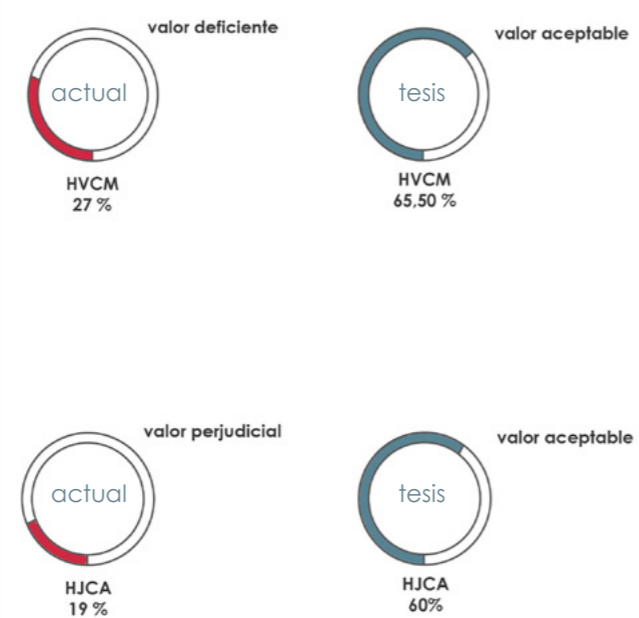 valor deficiente
actual
HVCM
27 %
valor aceptable
tesis
HVCM
65,50 %
valor perjudicial
actual
HJCA
19 %
valor aceptable
tesis
HJCA
60%